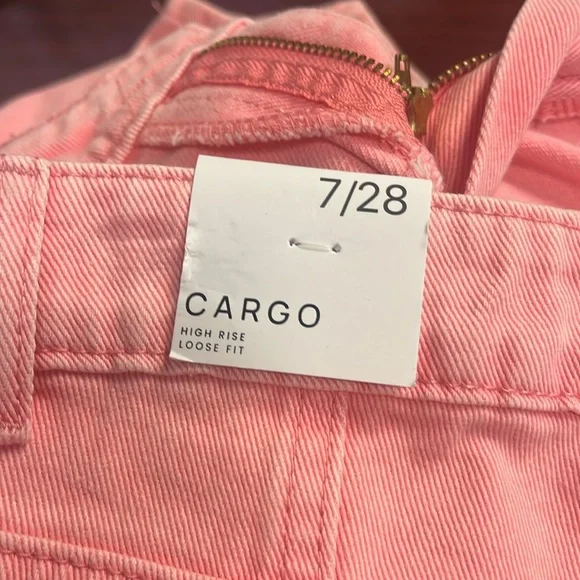 7/28
CARGO
HIGH RISE
LOOSE FIT